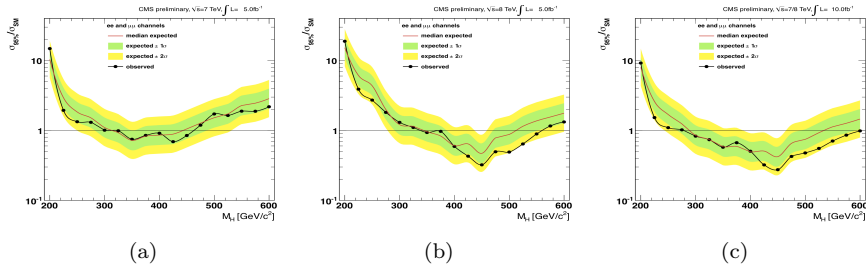 CMS preliminary, √s=7 TeV, ∫ L= 5.0fb⁻¹
σ95%/σSM
ee and μμ channels
median expected
expected ± 1σ
expected ± 2σ
observed
10
1
10⁻¹
200 300 400 500 600
M_H [GeV/c²]
(a)
CMS preliminary, √s=8 TeV, ∫ L= 5.0fb⁻¹
σ95%/σSM
ee and μμ channels
median expected
expected ± 1σ
expected ± 2σ
observed
10
1
10⁻¹
200 300 400 500 600
M_H [GeV/c²]
(b)
CMS preliminary, √s=7/8 TeV, ∫ L= 10.0fb⁻¹
σ95%/σSM
ee and μμ channels
median expected
expected ± 1σ
expected ± 2σ
observed
10
1
10⁻¹
200 300 400 500 600
M_H [GeV/c²]
(c)